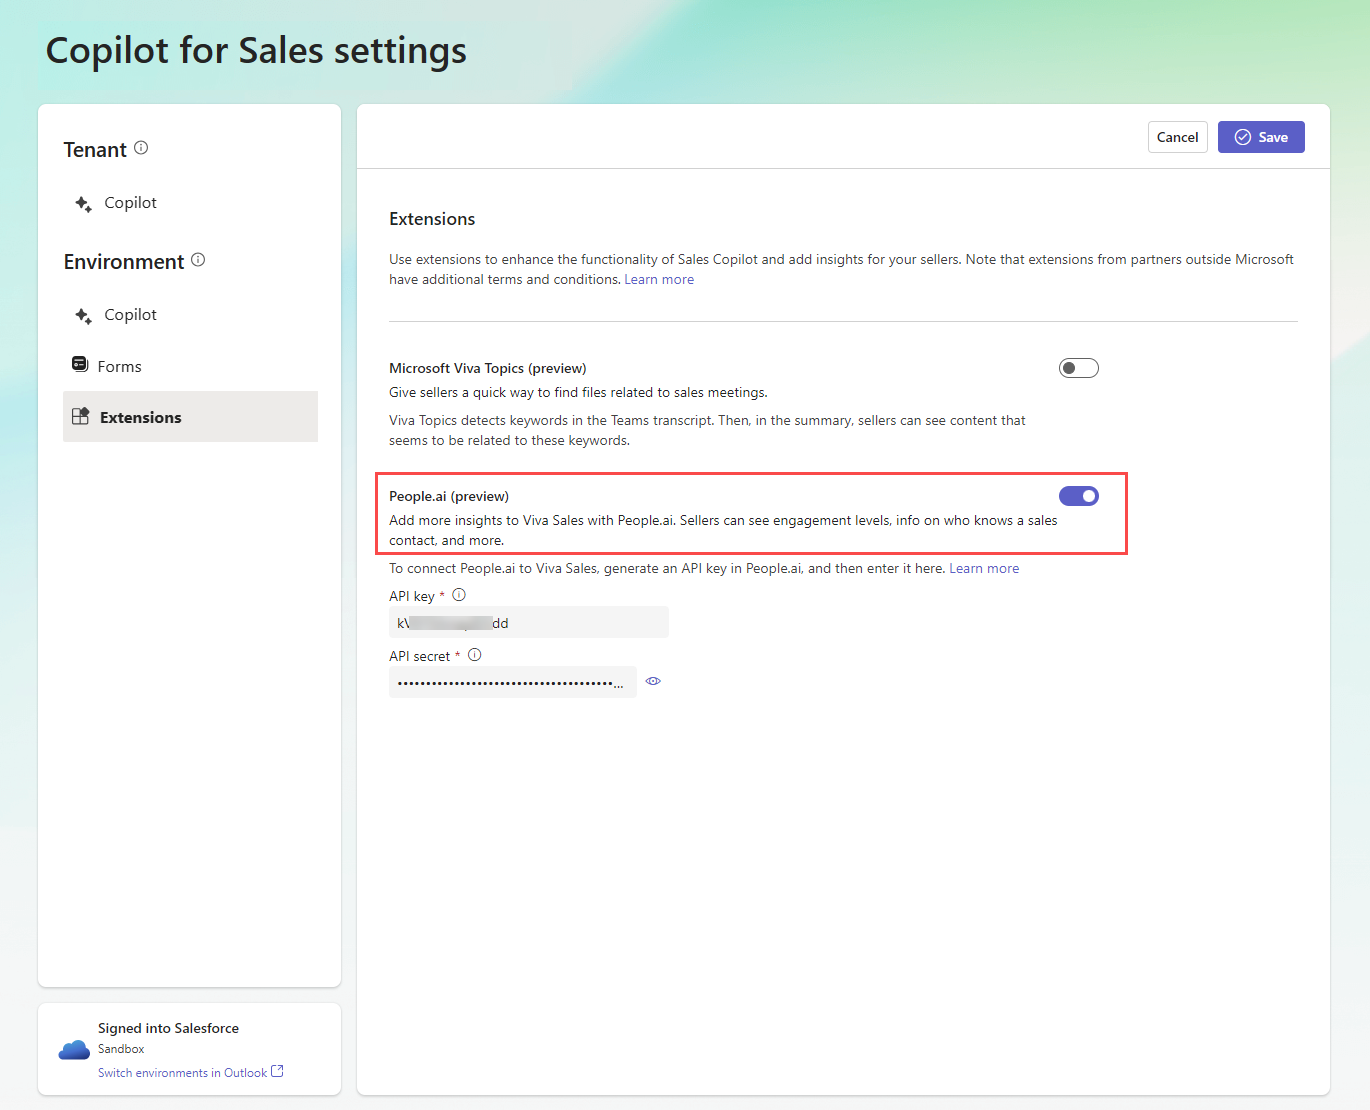 Copilot for Sales settings
Tenant
Copilot
Environment
Copilot
Forms
Extensions
Signed into Salesforce
Sandbox
Switch environments in Outlook
Cancel
Save
Extensions
Use extensions to enhance the functionality of Sales Copilot and add insights for your sellers. Note that extensions from partners outside Microsoft
have additional terms and conditions. Learn more
Microsoft Viva Topics (preview)
Give sellers a quick way to find files related to sales meetings.
Viva Topics detects keywords in the Teams transcript. Then, in the summary, sellers can see content that
seems to be related to these keywords.
People.ai (preview)
Add more insights to Viva Sales with People.ai. Sellers can see engagement levels, info on who knows a sales
contact, and more.
To connect People.ai to Viva Sales, generate an API key in People.ai, and then enter it here. Learn more
API key *
dd
API secret *